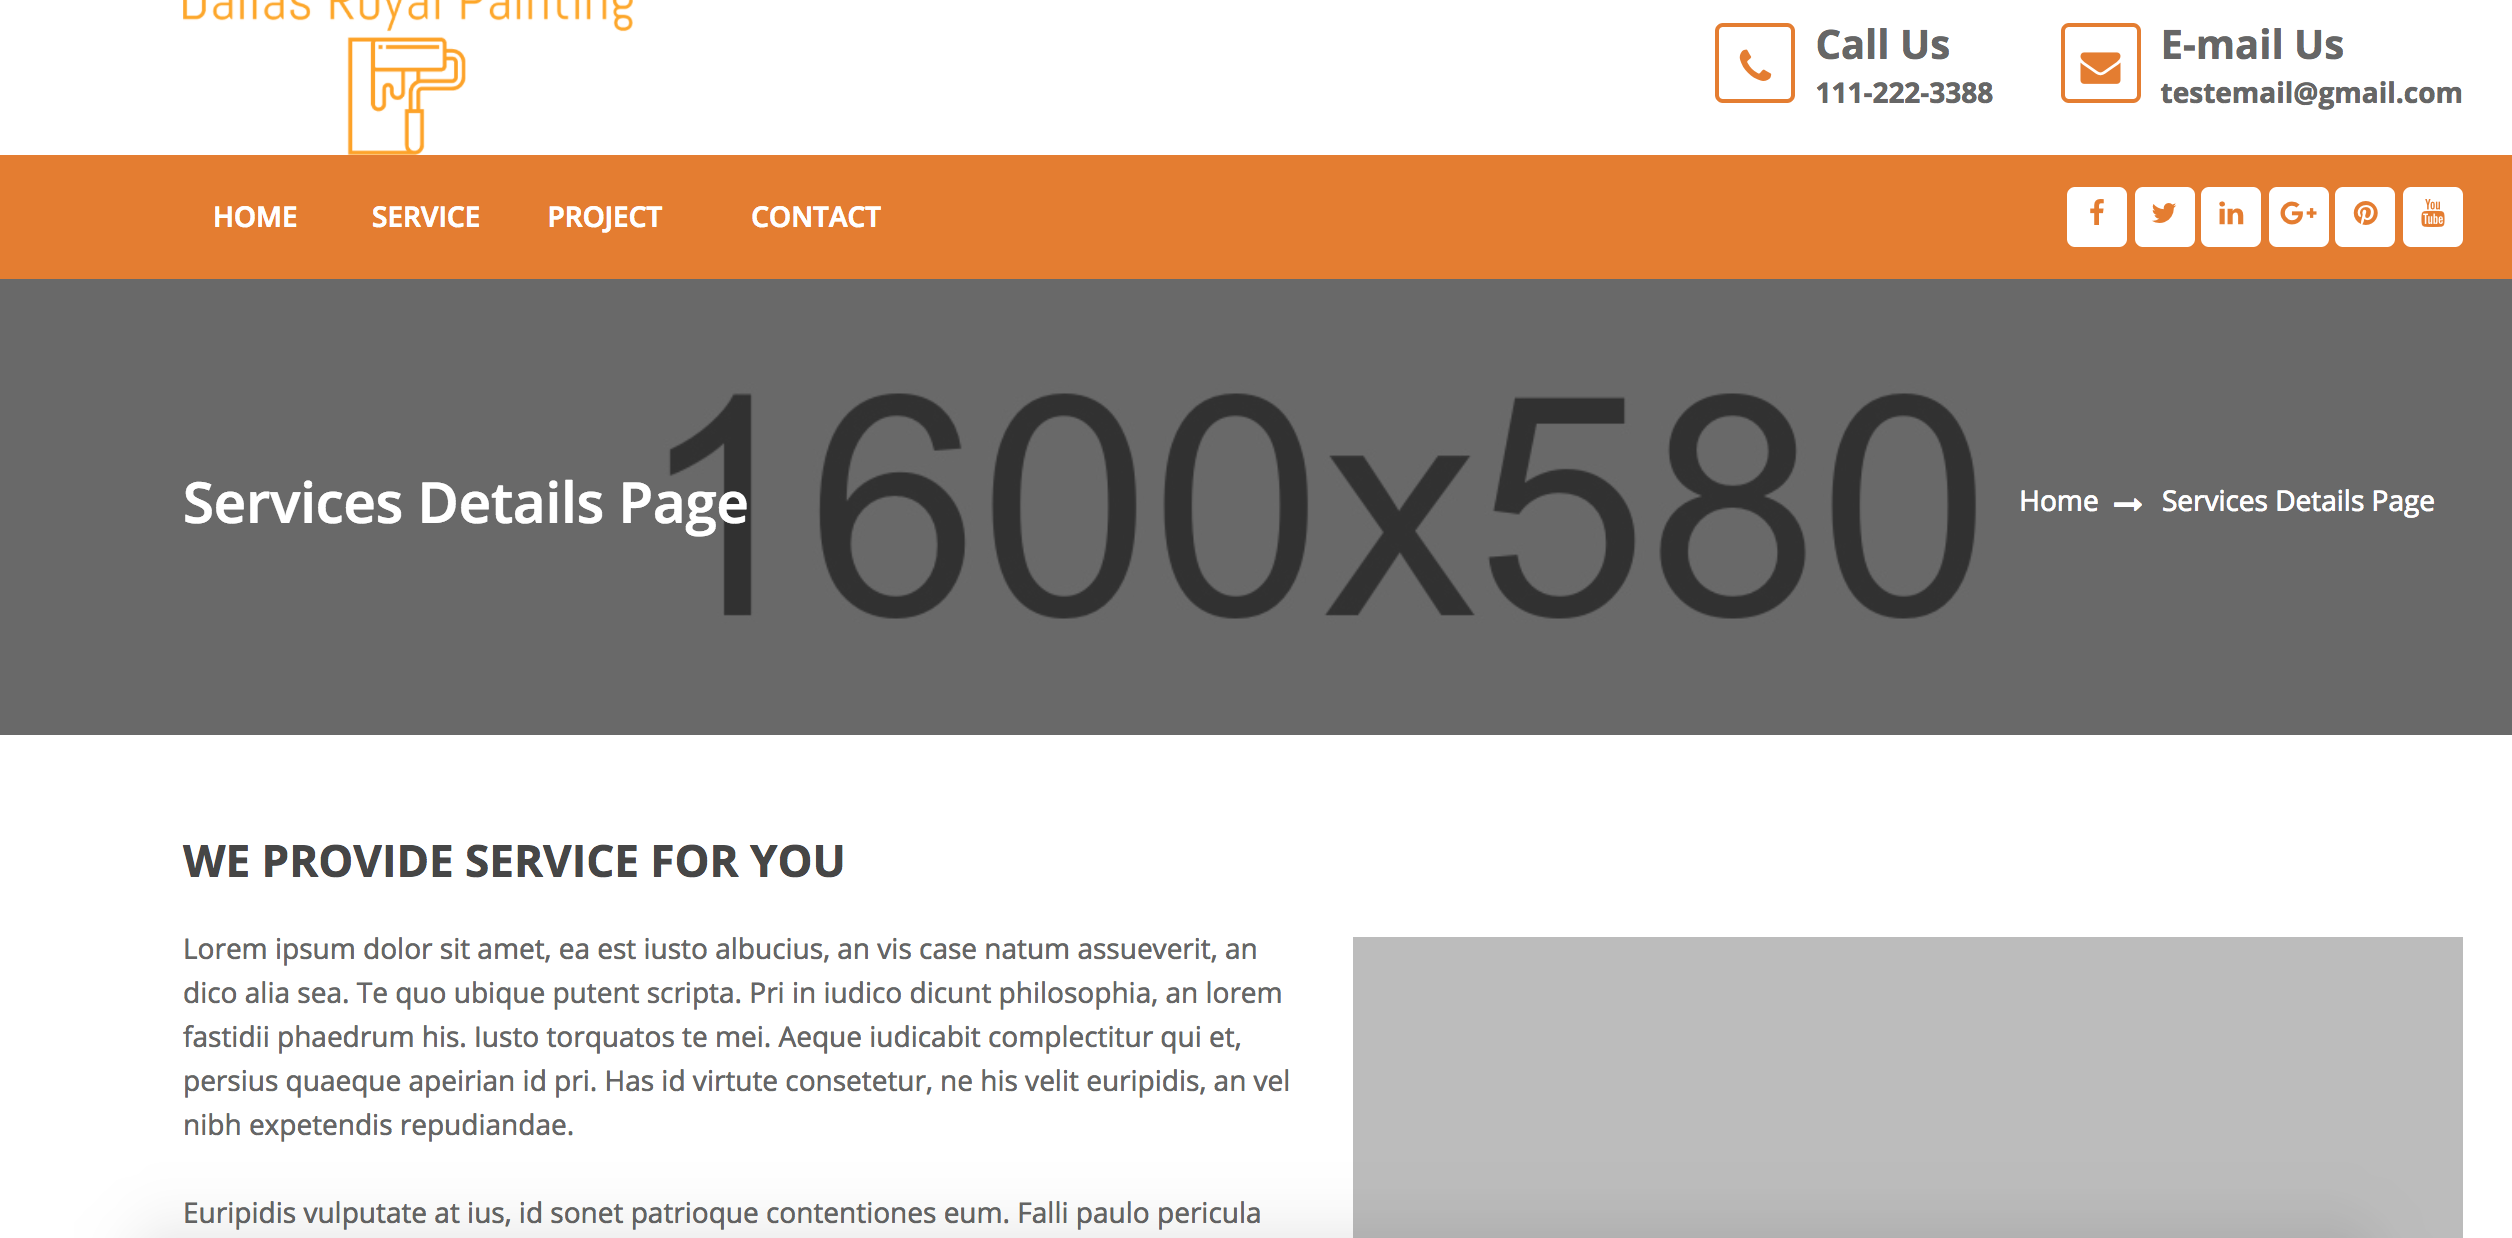 Dallas Royal Painting
Call Us
111-222-3388
E-mail Us
testemail@gmail.com
HOME SERVICE PROJECT CONTACT
f in G+ You Tube
1600x580
Services Details Page
Home → Services Details Page
WE PROVIDE SERVICE FOR YOU
Lorem ipsum dolor sit amet, ea est iusto albucius, an vis case natum assueverit, an
dico alia sea. Te quo ubique putent scripta. Pri in iudico dicunt philosophia, an lorem
fastidii phaedrum his. Iusto torquatos te mei. Aeque iudicabit complectitur qui et,
persius quaeque apeirian id pri. Has id virtute consetetur, ne his velit euripidis, an vel
nibh expetendis repudiandae.
Euripidis vulputate at ius, id sonet patrioque contentiones eum. Falli paulo pericula